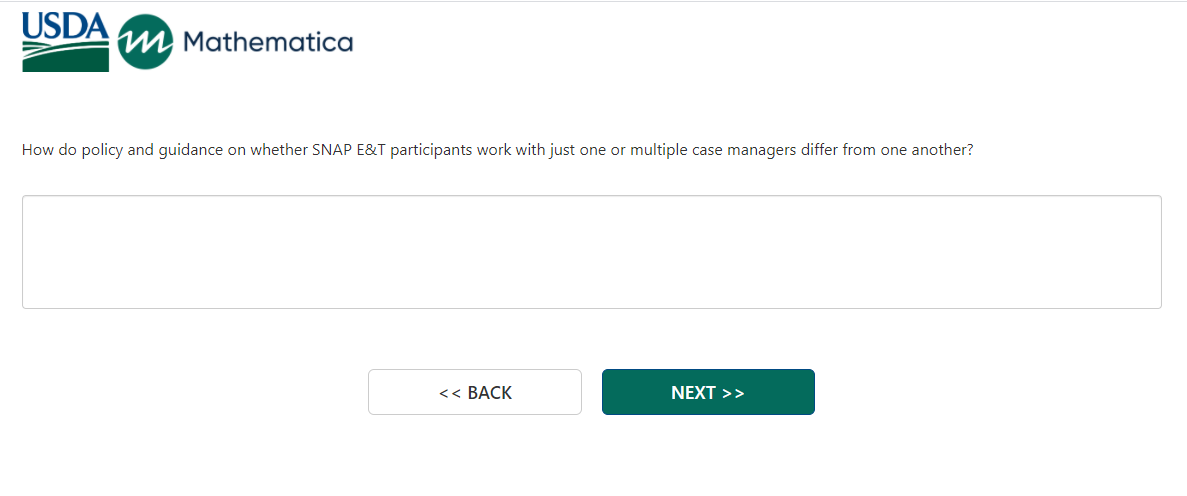 USDA Mathematica
How do policy and guidance on whether SNAP E&T participants work with just one or multiple case managers differ from one another?
<< BACK NEXT >>